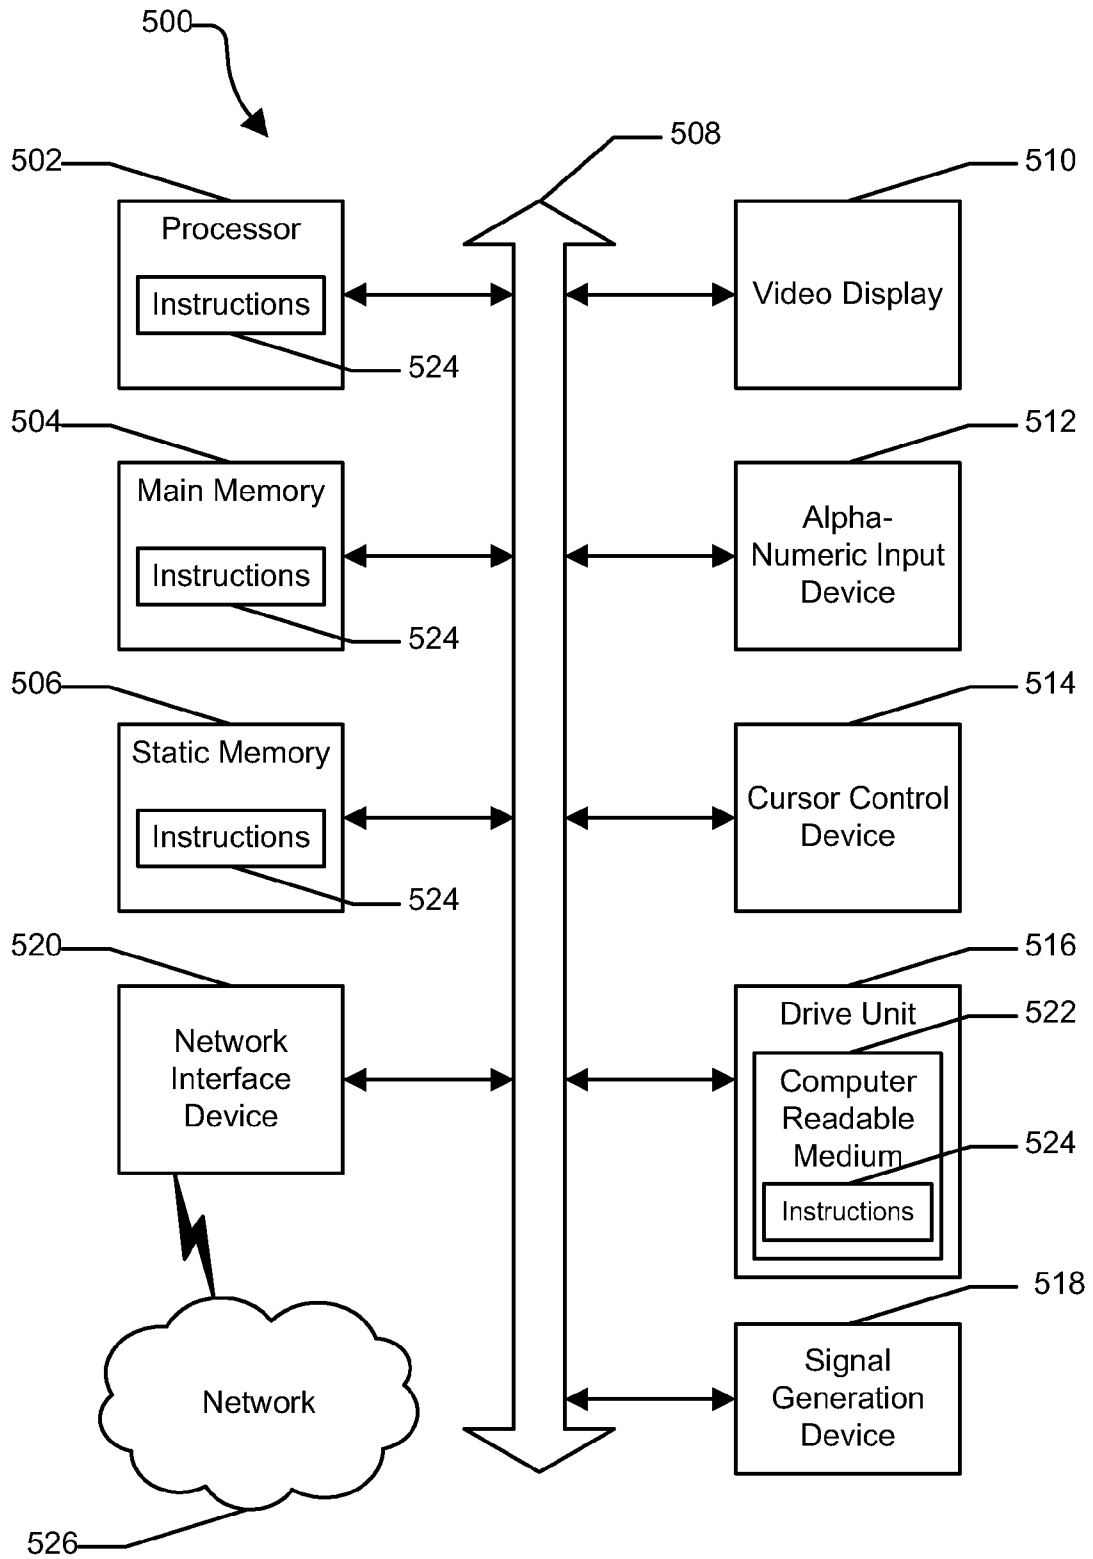 500
508
502
510
Processor
Instructions
524
Video Display
504
512
Main Memory
Instructions
524
Alpha-
Numeric Input
Device
506
514
Static Memory
Instructions
524
Cursor Control
Device
520
516
Network
Interface
Device
Drive Unit
522
Computer
Readable
Medium
524
Instructions
518
Signal
Generation
Device
Network
526